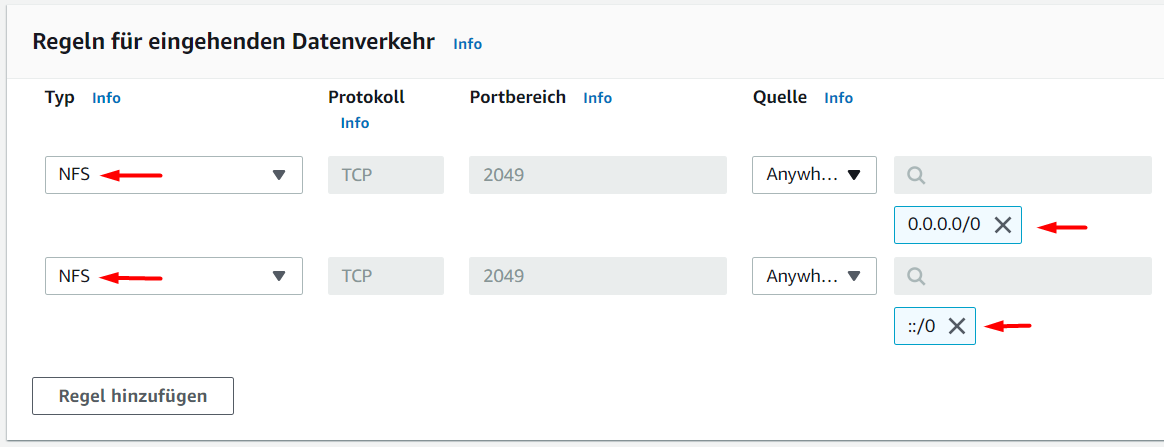 Regeln für eingehenden Datenverkehr Info
Typ Info Protokoll Info Portbereich Info Quelle Info
NFS TCP 2049 Anywh...
0.0.0.0/0
NFS TCP 2049 Anywh...
::/0
Regel hinzufügen